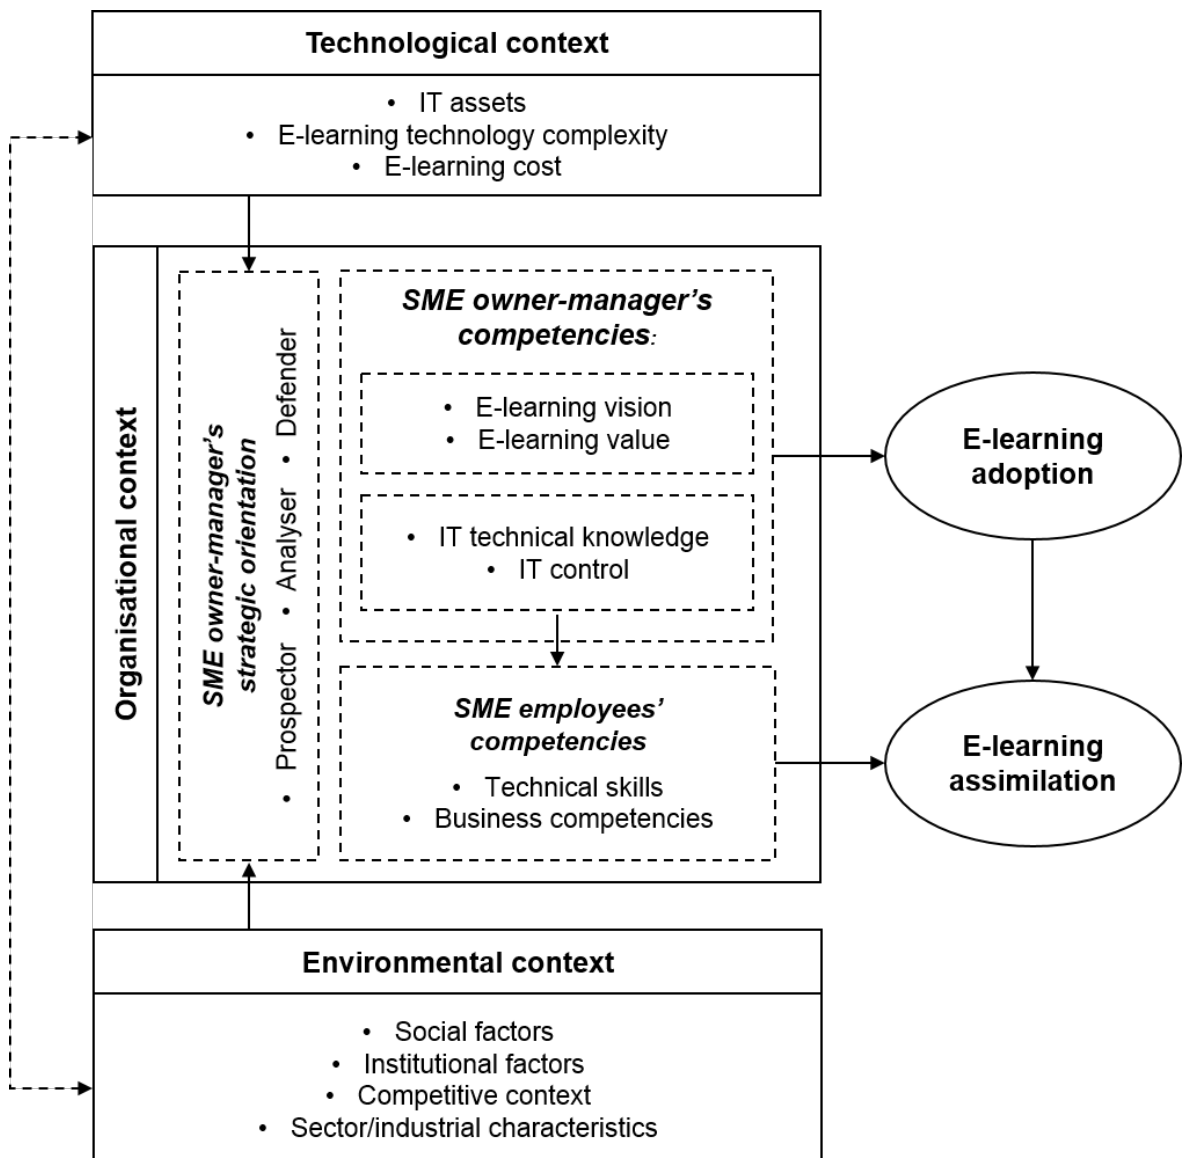 Technological context
• IT assets
• E-learning technology complexity
• E-learning cost
Organisational context
SME owner-manager's
strategic orientation
• Prospector • Analyser • Defender
SME owner-manager's
competencies:
• E-learning vision
• E-learning value
• IT technical knowledge
• IT control
SME employees'
competencies
• Technical skills
• Business competencies
E-learning
adoption
E-learning
assimilation
Environmental context
• Social factors
• Institutional factors
• Competitive context
• Sector/industrial characteristics